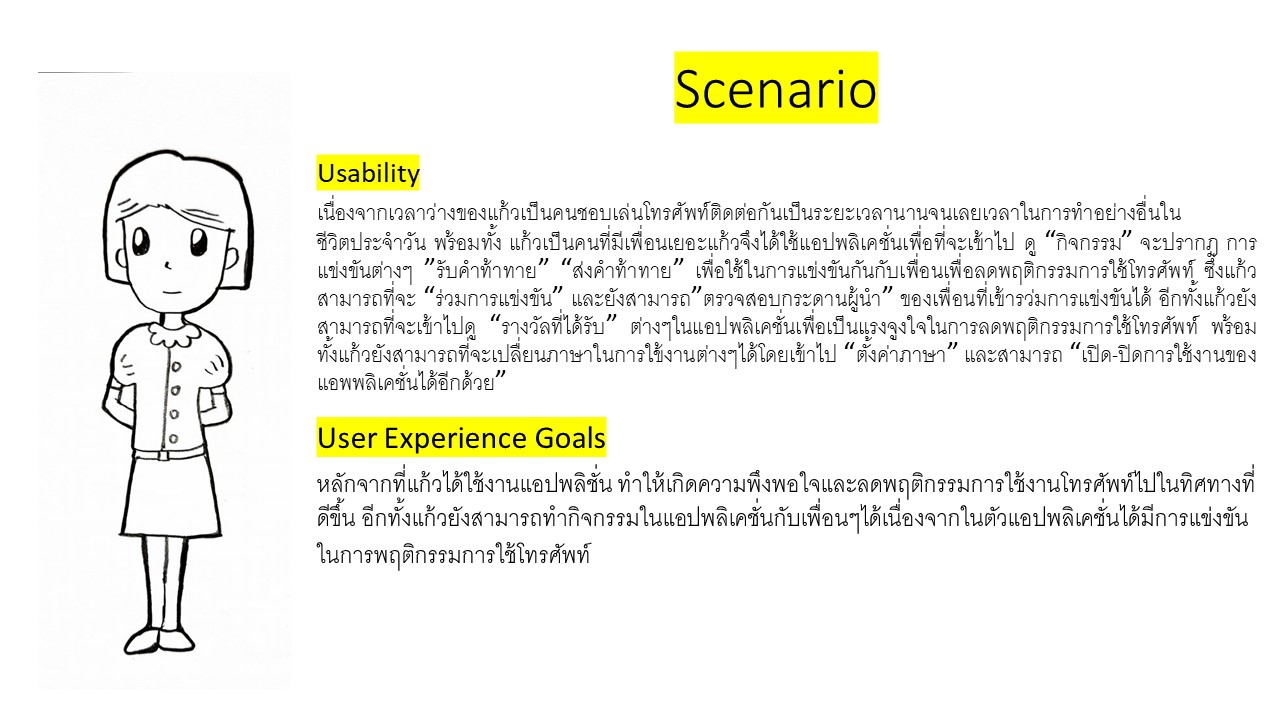 Scenario
Usability
เนื่องจากเวลาว่างของแก้วเป็นคนชอบเล่นโทรศัพท์ติดต่อกันเป็นระยะเวลานานจนเลยเวลาในการทำอย่างอื่นใน
ชีวิตประจำวัน พร้อมทั้ง แก้วเป็นคนที่มีเพื่อนเยอะแก้วจึงได้ใช้แอปพลิเคชั่นเพื่อที่จะเข้าไป ดู “กิจกรรม” จะปรากฏ การ
แข่งขันต่างๆ ”รับคำท้าทาย” “ส่งคำท้าทาย” เพื่อใช้ในการแข่งขันกันกับเพื่อนเพื่อลดพฤติกรรมการใช้โทรศัพท์ ซึ่งแก้ว
สามารถที่จะ “ร่วมการแข่งขัน” และยังสามารถ”ตรวจสอบกระดานผู้นำ” ของเพื่อนที่เข้ารว่มการแข่งขันได้ อีกทั้งแก้วยัง
สามารถที่จะเข้าไปดู “รางวัลที่ได้รับ” ต่างๆในแอปพลิเคชั่นเพื่อเป็นแรงจูงใจในการลดพฤติกรรมการใช้โทรศัพท์ พร้อม
ทั้งแก้วยังสามารถที่จะเปลี่ยนภาษาในการใข้งานต่างๆได้โดยเข้าไป “ตั้งค่าภาษา” และสามารถ “เปิด-ปิดการใช้งานของ
แอพพลิเคชั่นได้อีกด้วย”
User Experience Goals
หลักจากที่แก้วได้ใช้งานแอปพลิชั่น ทำให้เกิดความพึงพอใจและลดพฤติกรรมการใช้งานโทรศัพท์ไปในทิศทางที่
ดีขึ้น อีกทั้งแก้วยังสามารถทำกิจกรรมในแอปพลิเคชั่นกับเพื่อนๆได้เนื่องจากในตัวแอปพลิเคชั่นได้มีการแข่งขัน
ในการพฤติกรรมการใช้โทรศัพท์